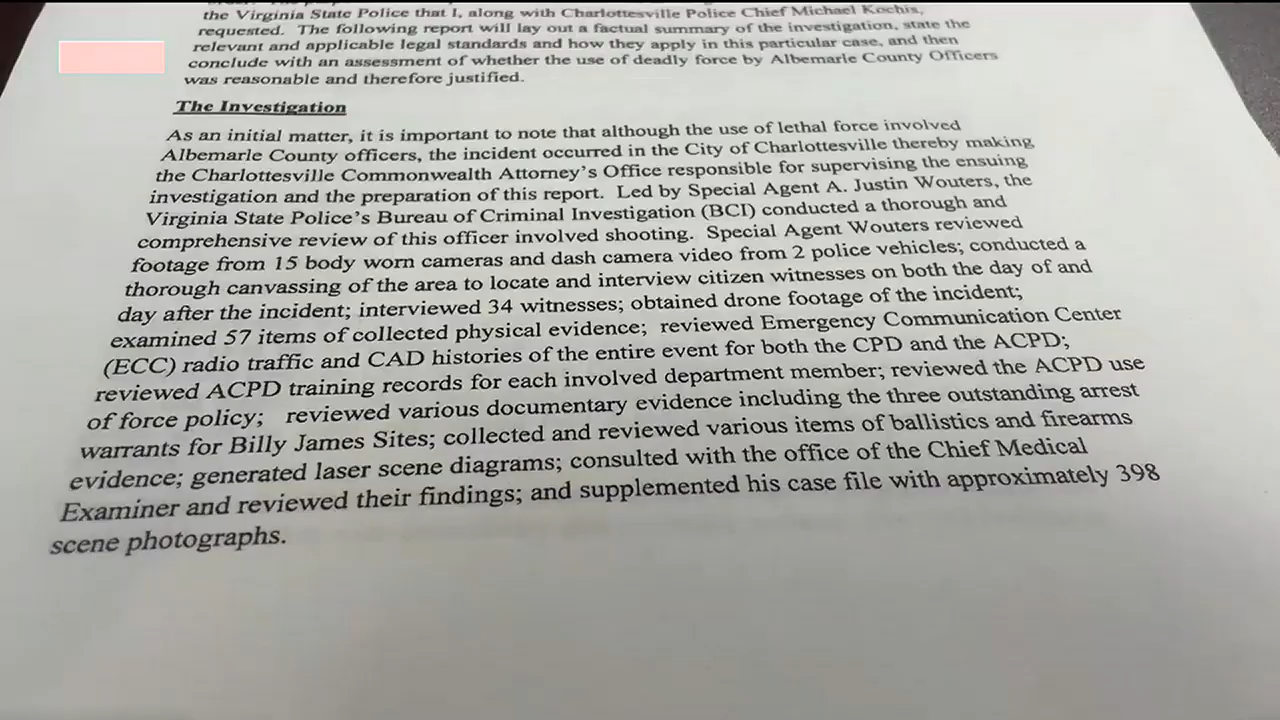 the Virginia State Police that I, along with Charlottesville Police Chief Michael Kochis,
requested. The following report will lay out a factual summary of the investigation, state the
relevant and applicable legal standards and how they apply in this particular case, and then
conclude with an assessment of whether the use of deadly force by Albemarle County Officers
was reasonable and therefore justified.
The Investigation
As an initial matter, it is important to note that although the use of lethal force involved
Albemarle County officers, the incident occurred in the City of Charlottesville thereby making
the Charlottesville Commonwealth Attorney's Office responsible for supervising the ensuing
investigation and the preparation of this report. Led by Special Agent A. Justin Wouters, the
Virginia State Police's Bureau of Criminal Investigation (BCI) conducted a thorough and
comprehensive review of this officer involved shooting. Special Agent Wouters reviewed
footage from 15 body worn cameras and dash camera video from 2 police vehicles; conducted a
thorough canvassing of the area to locate and interview citizen witnesses on both the day of and
day after the incident; interviewed 34 witnesses; obtained drone footage of the incident;
examined 57 items of collected physical evidence; reviewed Emergency Communication Center
(ECC) radio traffic and CAD histories of the entire event for both the CPD and the ACPD;
reviewed ACPD training records for each involved department member; reviewed the ACPD use
of force policy; reviewed various documentary evidence including the three outstanding arrest
warrants for Billy James Sites; collected and reviewed various items of ballistics and firearms
evidence; generated laser scene diagrams; consulted with the office of the Chief Medical
Examiner and reviewed their findings; and supplemented his case file with approximately 398
scene photographs.